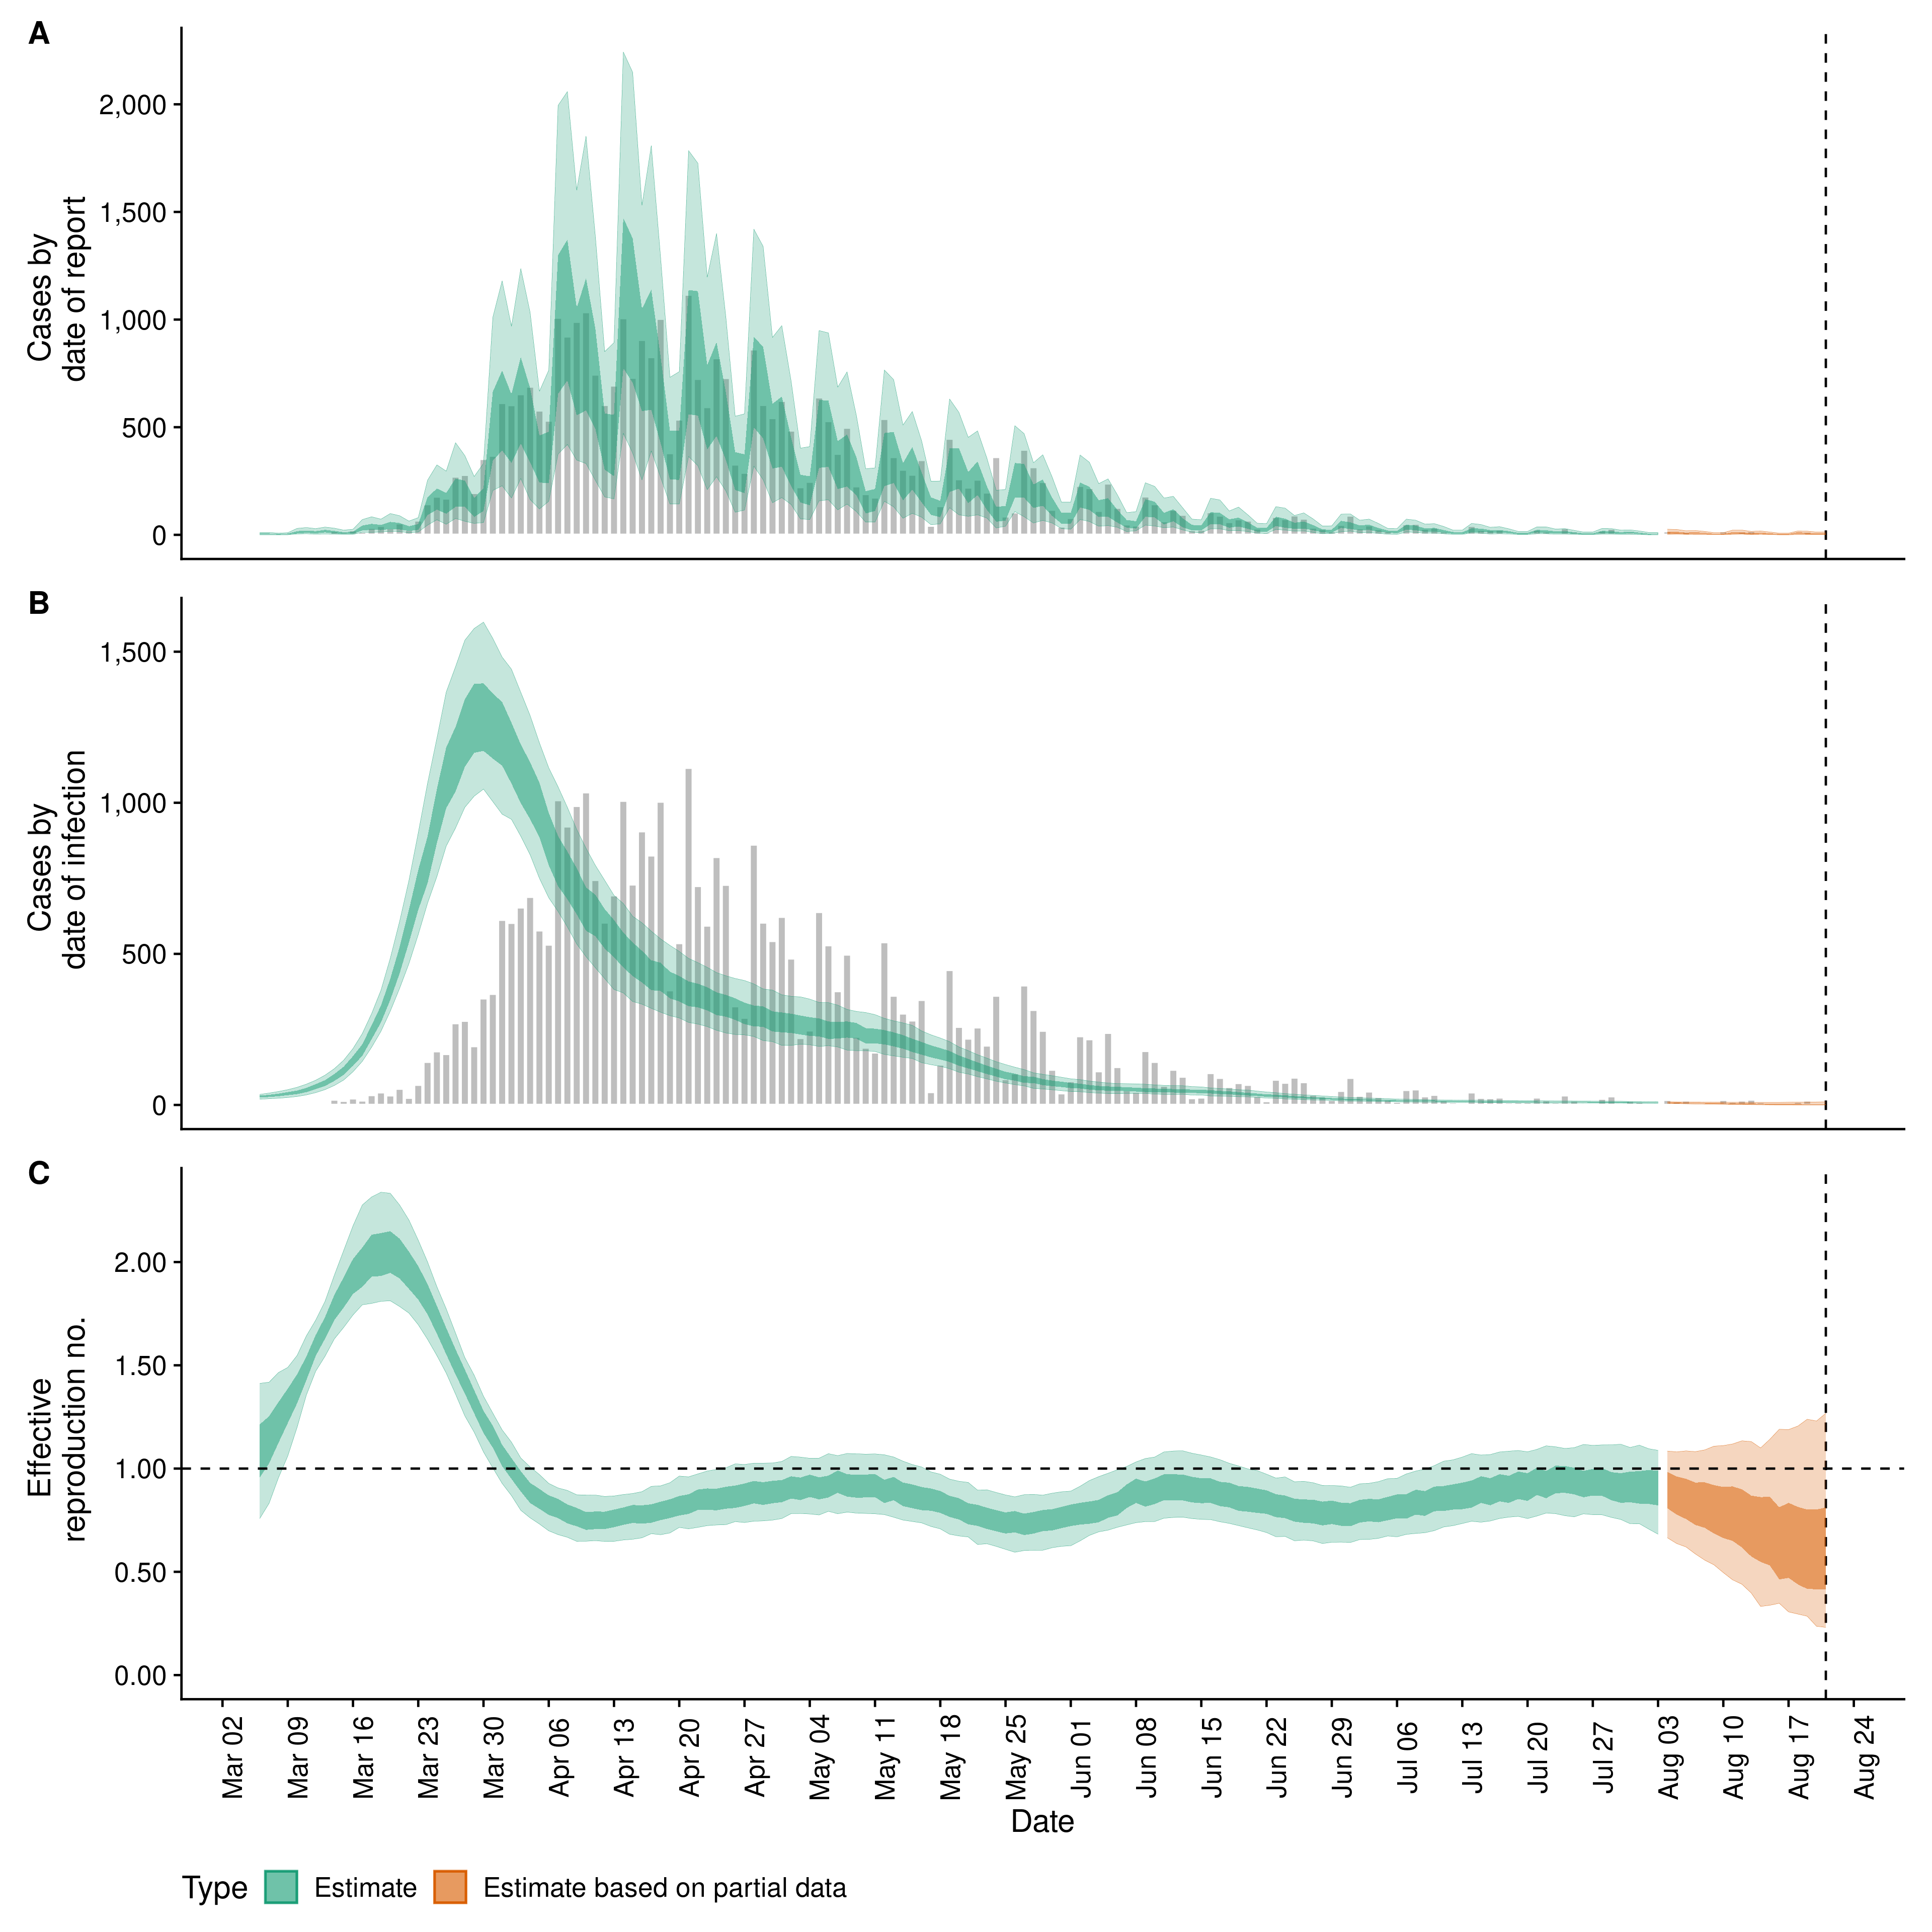 A
Cases by
date of report
2,000
1,500
1,000
500
0
B
Cases by
date of infection
1,500
1,000
500
0
C
Effective
reproduction no.
2.00
1.50
1.00
0.50
0.00
Mar 02
Mar 09
Mar 16
Mar 23
Mar 30
Apr 06
Apr 13
Apr 20
Apr 27
May 04
May 11
May 18
May 25
Jun 01
Jun 08
Jun 15
Jun 22
Jun 29
Jul 06
Jul 13
Jul 20
Jul 27
Aug 03
Aug 10
Aug 17
Aug 24
Date
Type Estimate Estimate based on partial data